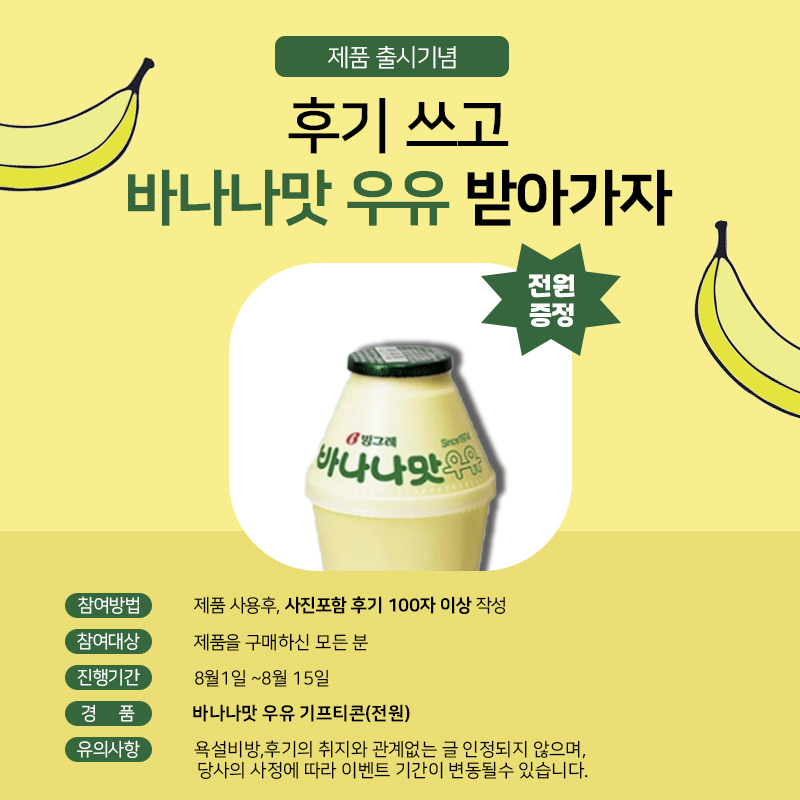 제품 출시기념
후기 쓰고
바나나맛 우유 받아가자
전원
증정
빙그레
Since1974
바나나맛우유
참여방법 제품 사용후, 사진포함 후기 100자 이상 작성
참여대상 제품을 구매하신 모든 분
진행기간 8월1일 ~8월 15일
경 품 바나나맛 우유 기프티콘(전원)
유의사항 욕설비방,후기의 취지와 관계없는 글 인정되지 않으며,
당사의 사정에 따라 이벤트 기간이 변동될수 있습니다.